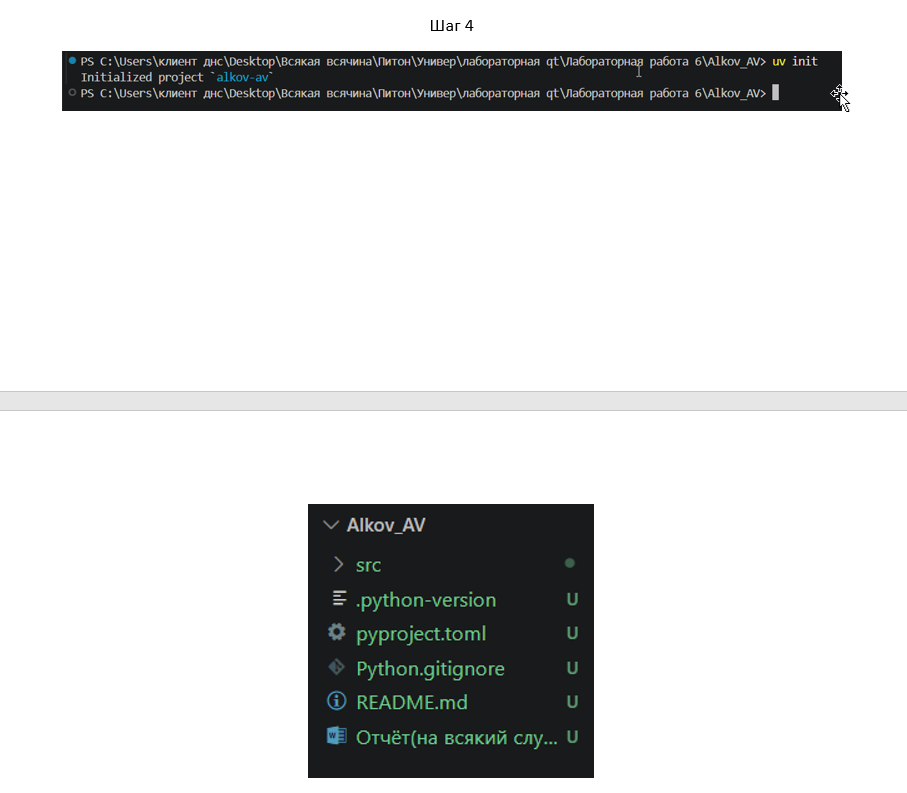 Шаг 4
PS C:\Users\клиент днс\Desktop\Всякая всячина\Питон\Универ\лабораторная qt\Лабораторная работа 6\Alkov_AV> uv init
Initialized project `alkov-av`
PS C:\Users\клиент днс\Desktop\Всякая всячина\Питон\Универ\лабораторная qt\Лабораторная работа 6\Alkov_AV>
Alkov_AV
src
.python-version U
pyproject.toml U
Python.gitignore U
README.md U
Отчёт(на всякий слу... U